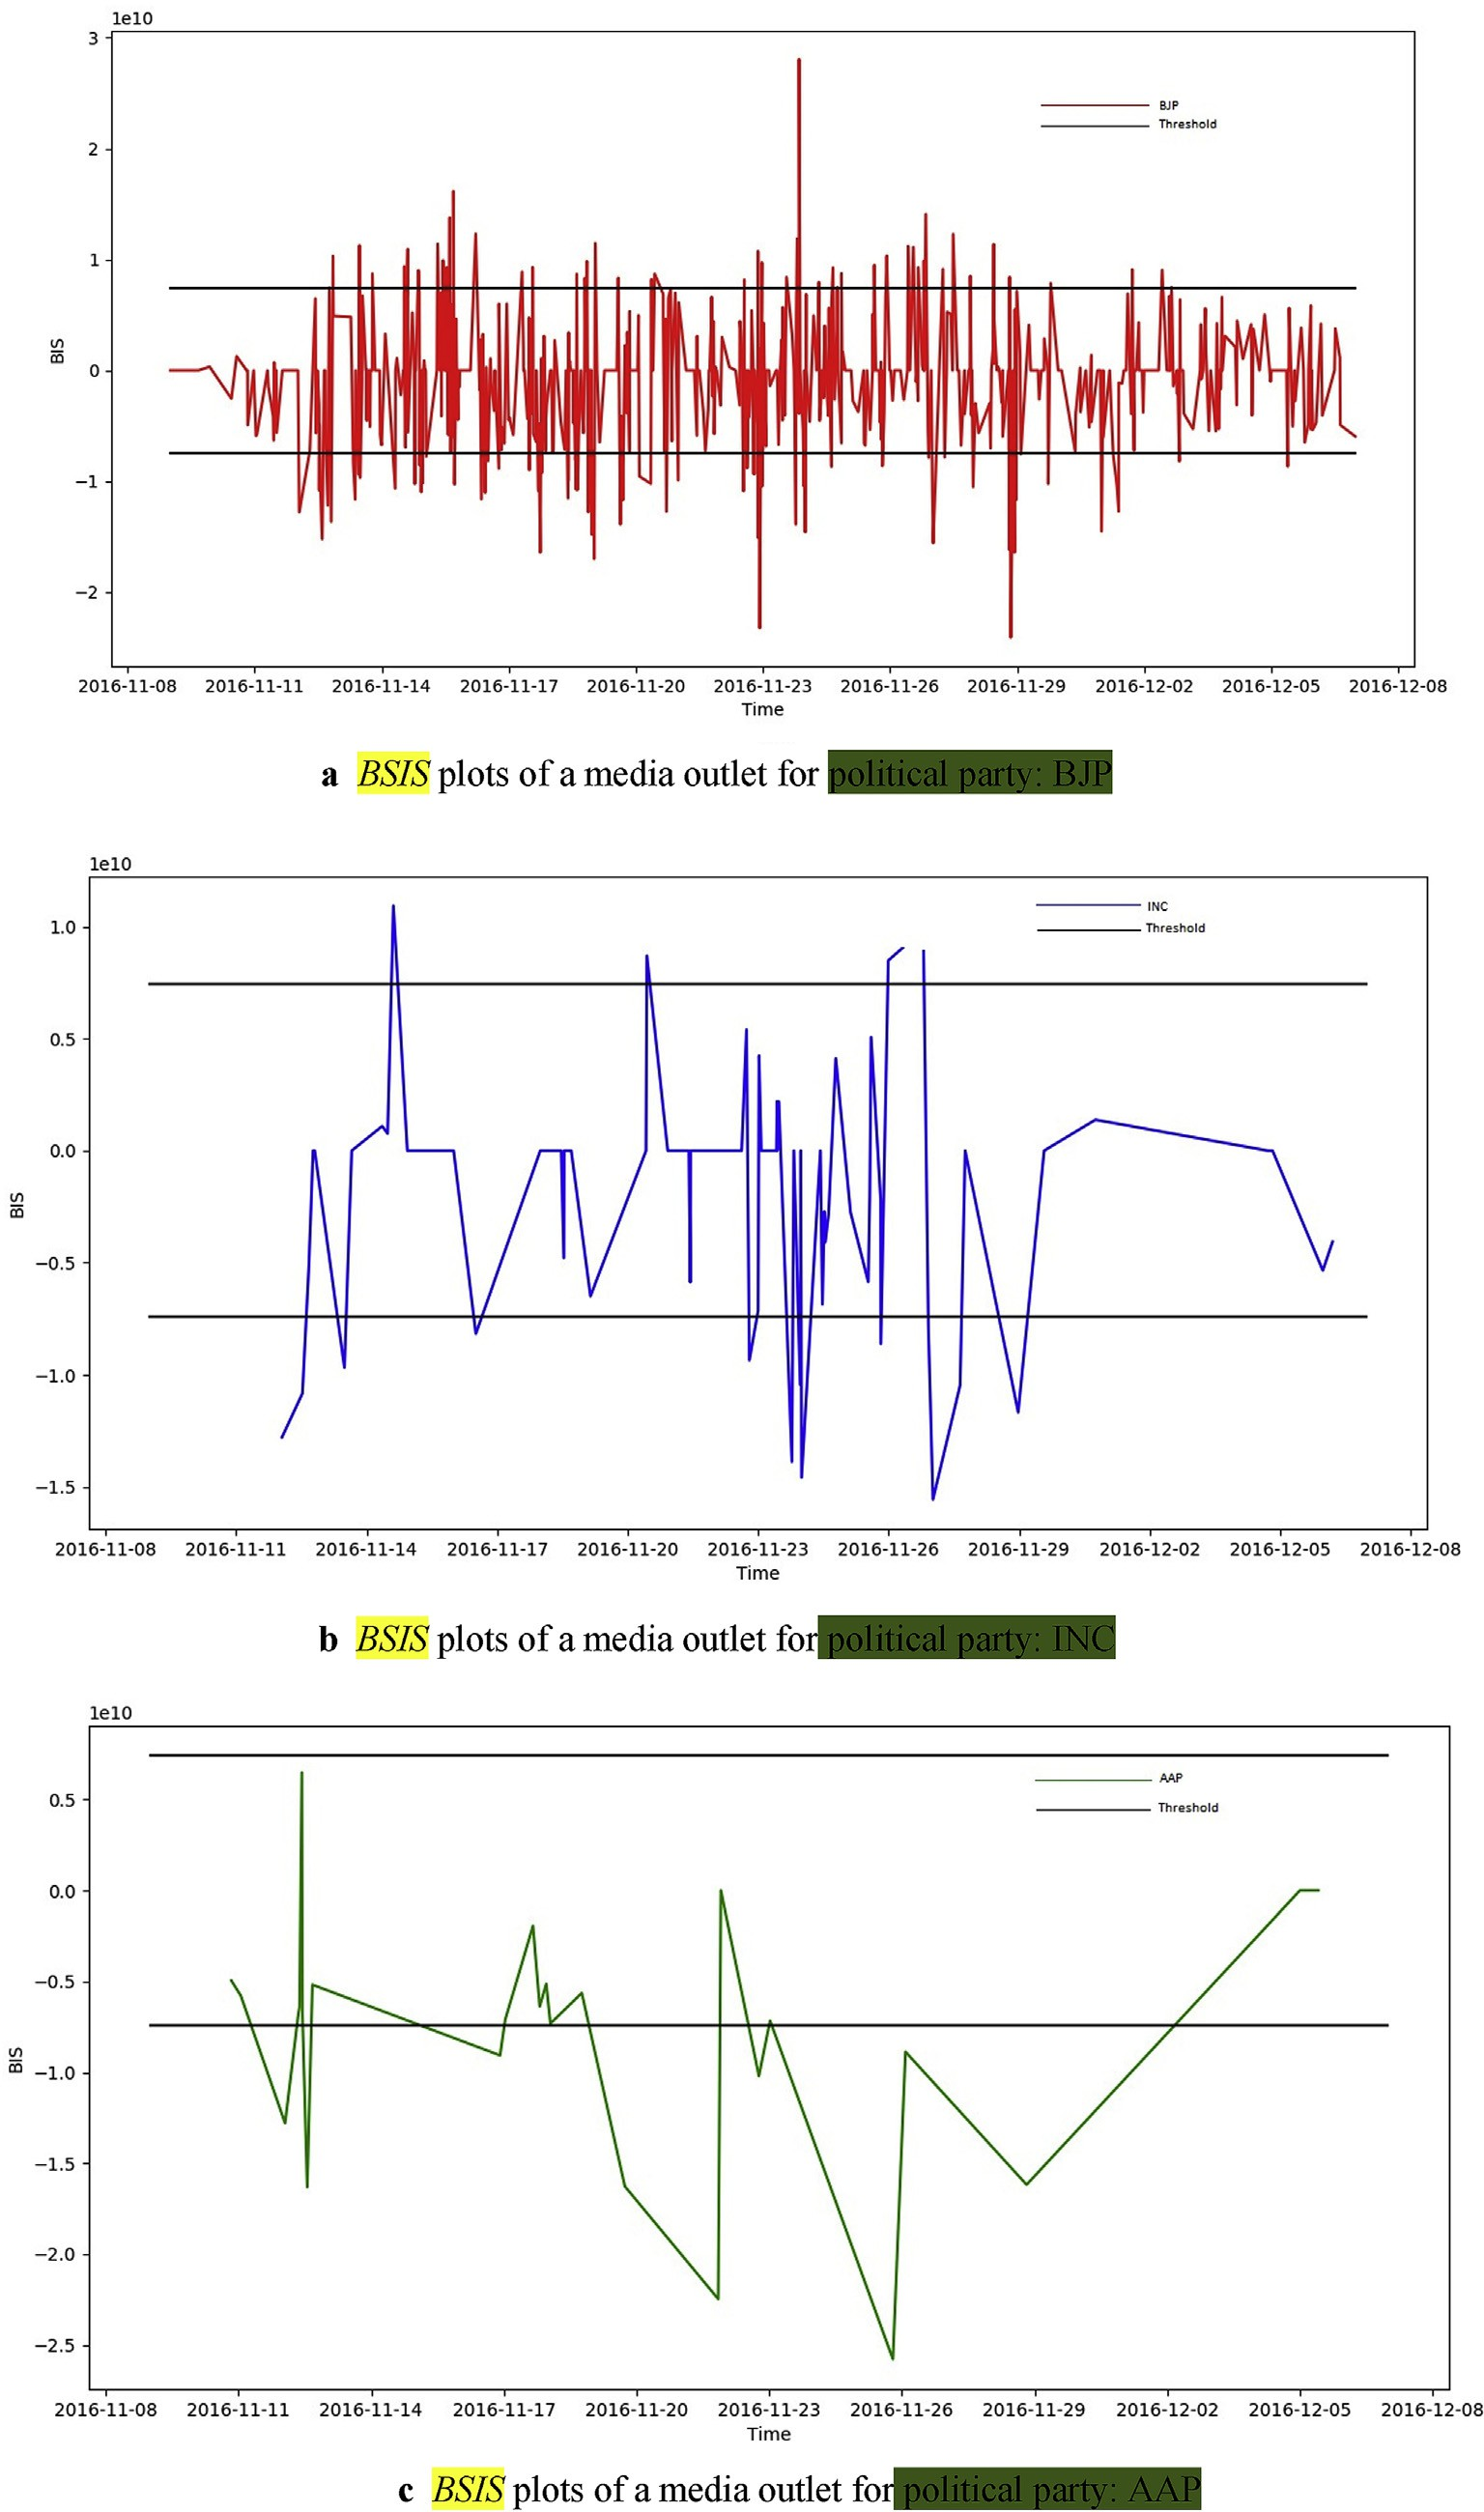 1e10
3
2
1
0
−1
−2
BIS
BJP
Threshold
2016-11-08 2016-11-11 2016-11-14 2016-11-17 2016-11-20 2016-11-23 2016-11-26 2016-11-29 2016-12-02 2016-12-05 2016-12-08
Time
a BSIS plots of a media outlet for political party: BJP
1e10
1.0
0.5
0.0
−0.5
−1.0
−1.5
BIS
INC
Threshold
2016-11-08 2016-11-11 2016-11-14 2016-11-17 2016-11-20 2016-11-23 2016-11-26 2016-11-29 2016-12-02 2016-12-05 2016-12-08
Time
b BSIS plots of a media outlet for political party: INC
1e10
0.5
0.0
−0.5
−1.0
−1.5
−2.0
−2.5
BIS
AAP
Threshold
2016-11-08 2016-11-11 2016-11-14 2016-11-17 2016-11-20 2016-11-23 2016-11-26 2016-11-29 2016-12-02 2016-12-05 2016-12-08
Time
c BSIS plots of a media outlet for political party: AAP